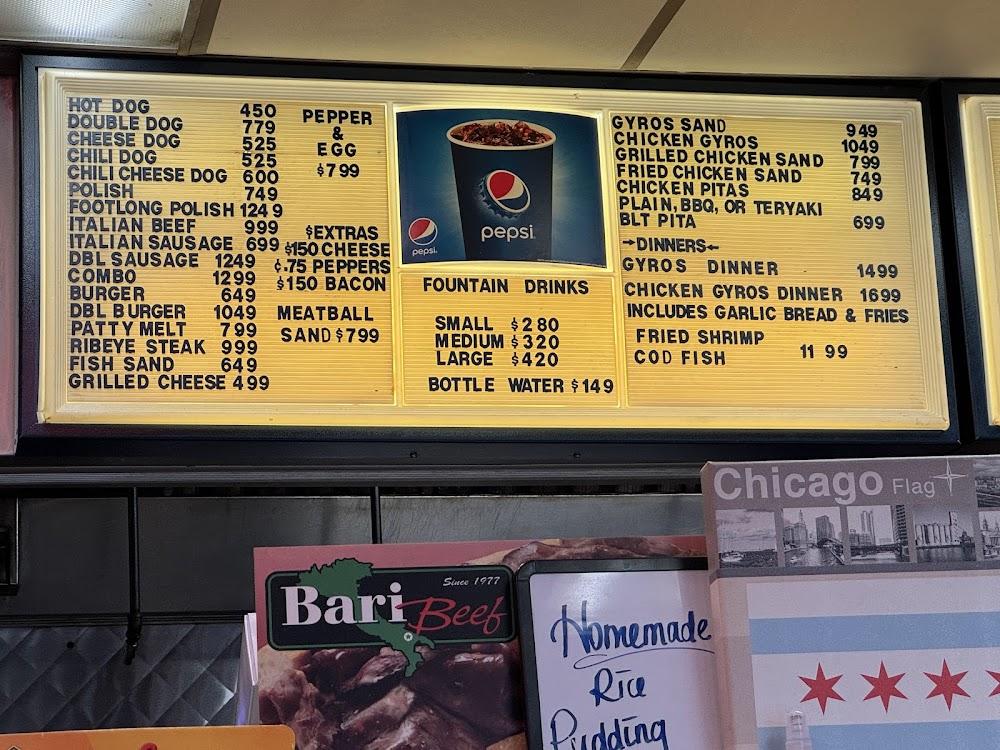 HOT DOG 450
DOUBLE DOG 779
CHEESE DOG 525
CHILI DOG 525
CHILI CHEESE DOG 600
POLISH 749
FOOTLONG POLISH 1249
ITALIAN BEEF 999
ITALIAN SAUSAGE 699
DBL SAUSAGE 1249
COMBO 1299
BURGER 649
DBL BURGER 1049
PATTY MELT 799
RIBEYE STEAK 999
FISH SAND 649
GRILLED CHEESE 499
PEPPER
&
EGG
$799
$EXTRAS
$150 CHEESE
¢.75 PEPPERS
$150 BACON
MEATBALL
SAND $799
pepsi
pepsi
FOUNTAIN DRINKS
SMALL $280
MEDIUM $320
LARGE $420
BOTTLE WATER $149
GYROS SAND 949
CHICKEN GYROS 1049
GRILLED CHICKEN SAND 799
FRIED CHICKEN SAND 749
CHICKEN PITAS 849
PLAIN, BBQ, OR TERYAKI
BLT PITA 699
→DINNERS←
GYROS DINNER 1499
CHICKEN GYROS DINNER 1699
INCLUDES GARLIC BREAD & FRIES
FRIED SHRIMP
COD FISH 1199
Chicago Flag
Since 1977
Bari Beef
Homemade
Rice
Pudding